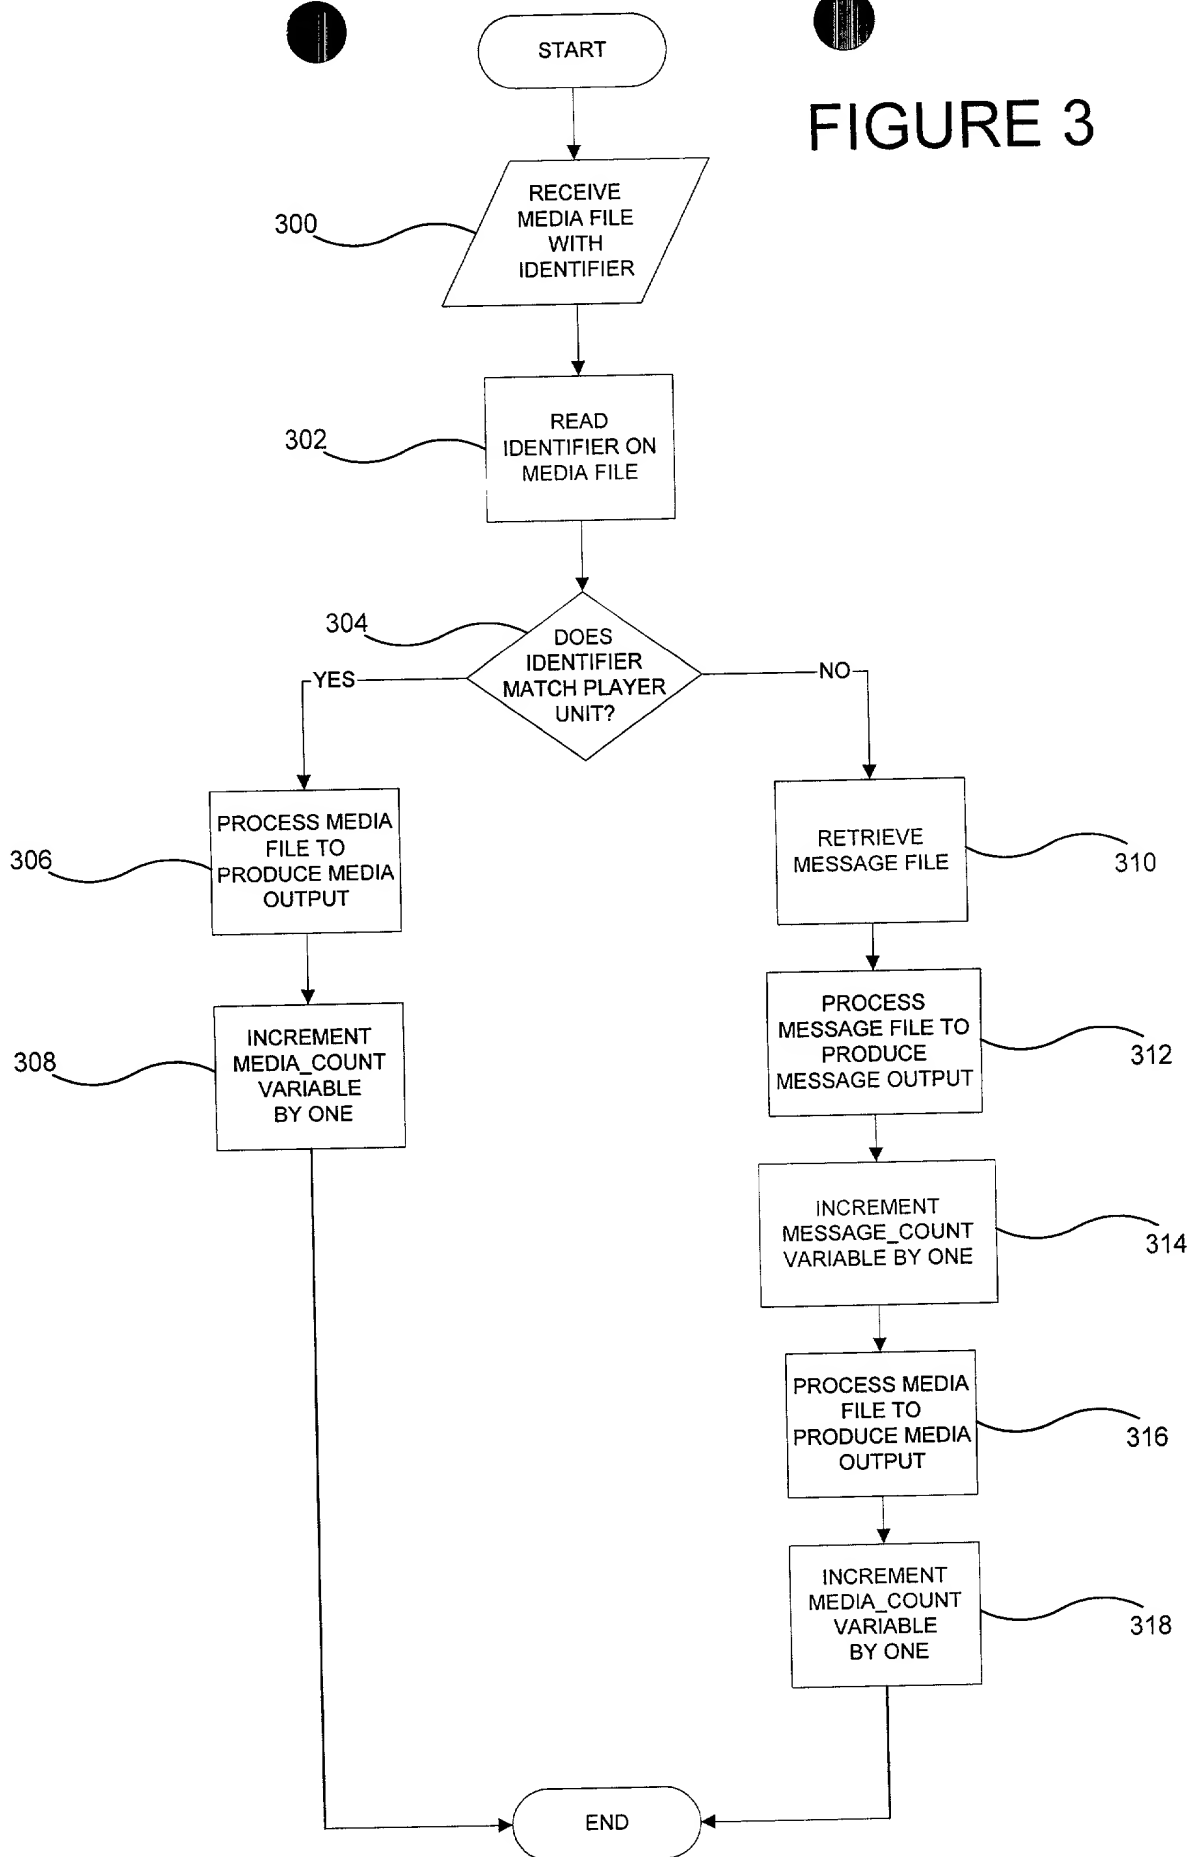 START
FIGURE 3
300
RECEIVE
MEDIA FILE
WITH
IDENTIFIER
302
READ
IDENTIFIER ON
MEDIA FILE
304
DOES
IDENTIFIER
MATCH PLAYER
UNIT?
YES
NO
306
PROCESS MEDIA
FILE TO
PRODUCE MEDIA
OUTPUT
308
INCREMENT
MEDIA_COUNT
VARIABLE
BY ONE
RETRIEVE
MESSAGE FILE
310
PROCESS
MESSAGE FILE TO
PRODUCE
MESSAGE OUTPUT
312
INCREMENT
MESSAGE_COUNT
VARIABLE BY ONE
314
PROCESS MEDIA
FILE TO
PRODUCE MEDIA
OUTPUT
316
INCREMENT
MEDIA_COUNT
VARIABLE
BY ONE
318
END